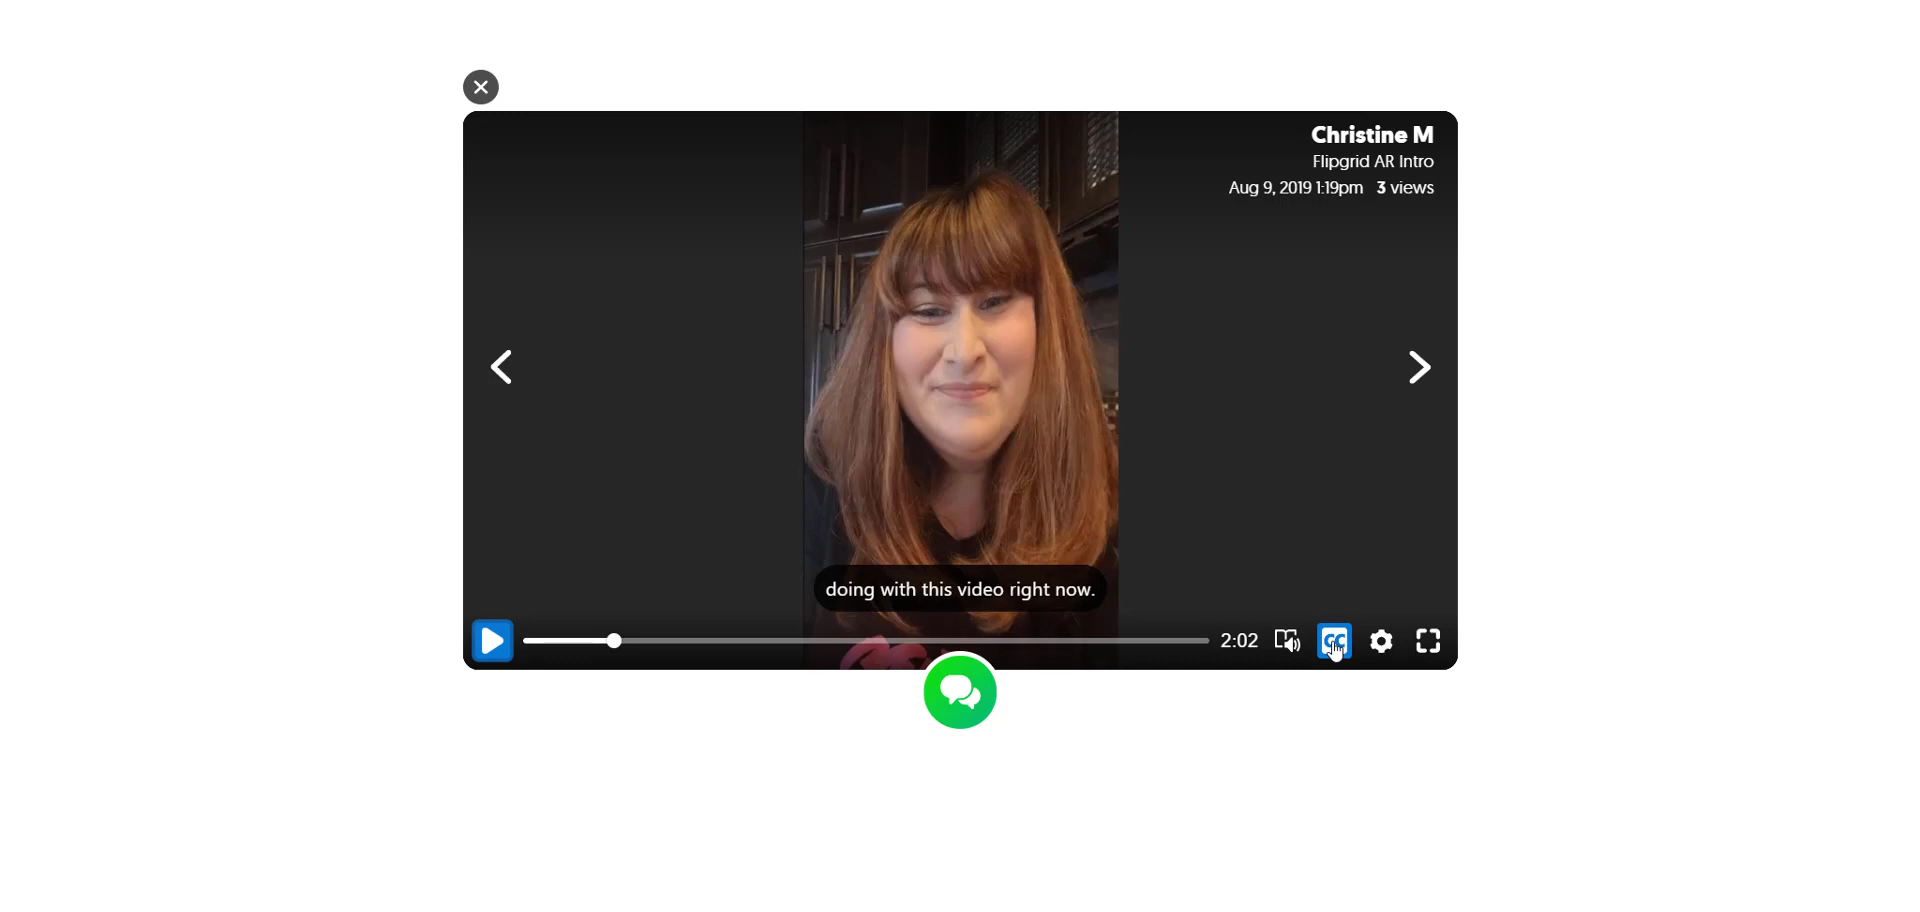 Christine M
Flipgrid AR Intro
Aug 9, 2019 1:19pm 3 views
doing with this video right now.
2:02
CC